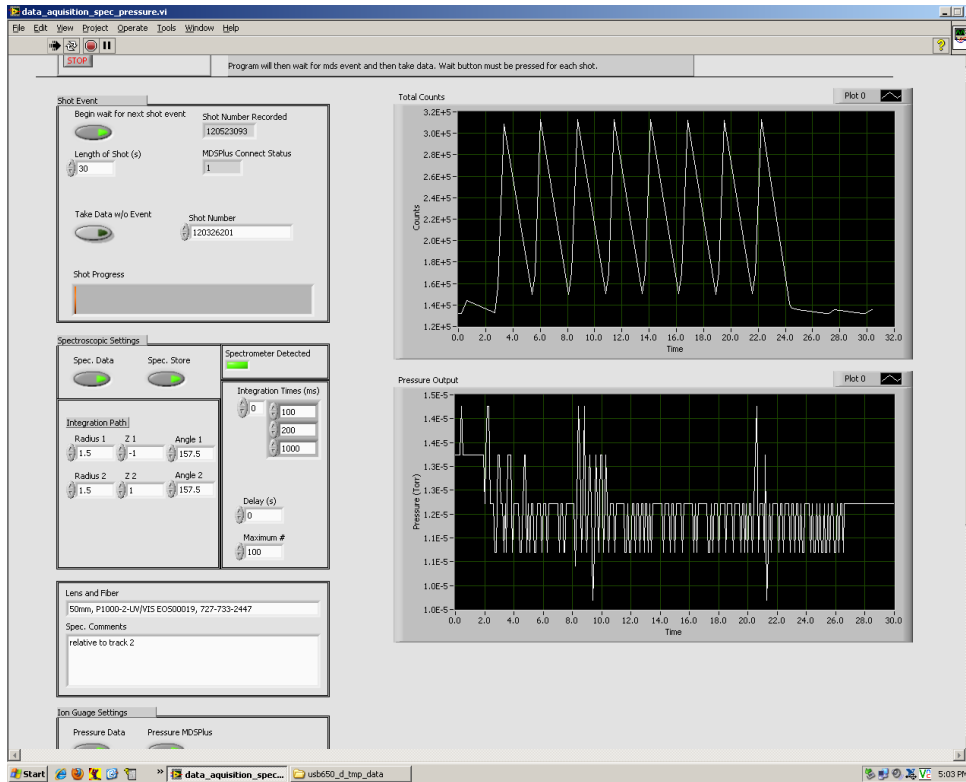 data_aquisition_spec_pressure.vi
File Edit View Project Operate Tools Window Help
STOP
Program will then wait for mds event and then take data. Wait button must be pressed for each shot.
Shot Event
Begin wait for next shot event
Shot Number Recorded
120523093
Length of Shot (s)
30
MDSPlus Connect Status
1
Take Data w/o Event
Shot Number
120326201
Shot Progress
Spectroscopic Settings
Spec. Data
Spec. Store
Spectrometer Detected
Integration Times (ms)
0
100
200
1000
Integration Path
Radius 1 Z 1 Angle 1
1.5 -1 157.5
Radius 2 Z 2 Angle 2
1.5 1 157.5
Delay (s)
0
Maximum #
100
Lens and Fiber
50mm, P1000-2-UV/VIS EOS00019, 727-733-2447
Spec. Comments
relative to track 2
Ion Guage Settings
Pressure Data Pressure MDSPlus
Total Counts
Plot 0
3.2E+5
3.0E+5
2.8E+5
2.6E+5
2.4E+5
2.2E+5
2.0E+5
1.8E+5
1.6E+5
1.4E+5
1.2E+5
Counts
0.0 2.0 4.0 6.0 8.0 10.0 12.0 14.0 16.0 18.0 20.0 22.0 24.0 26.0 28.0 30.0 32.0
Time
Pressure Output
Plot 0
1.5E-5
1.4E-5
1.4E-5
1.3E-5
1.3E-5
1.2E-5
1.1E-5
1.1E-5
1.0E-5
1.0E-5
Pressure (Torr)
0.0 2.0 4.0 6.0 8.0 10.0 12.0 14.0 16.0 18.0 20.0 22.0 24.0 26.0 28.0 30.0
Time
Start
data_aquisition_spec...
usb650_d_tmp_data
5:03 PM